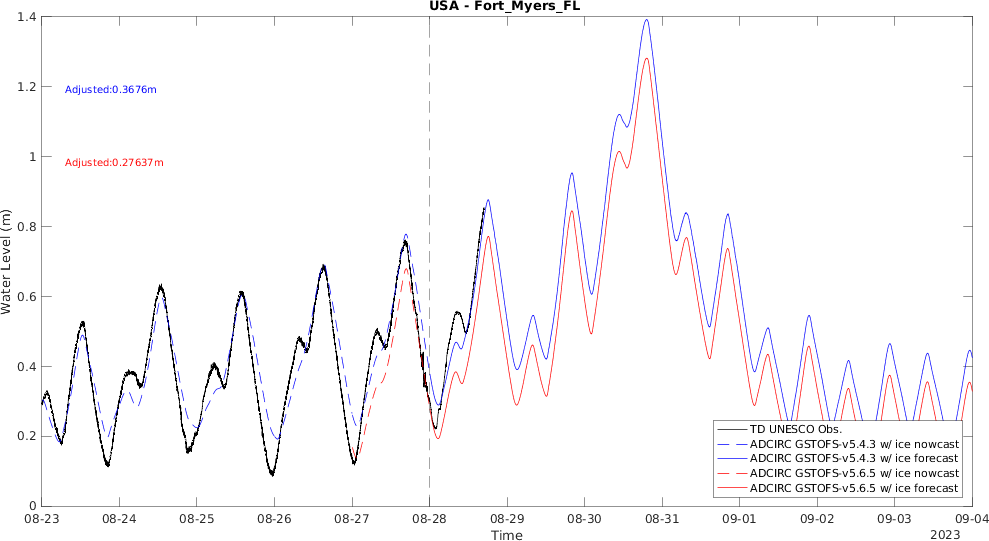 USA - Fort_Myers_FL
1.4
1.2
1
0.8
0.6
0.4
0.2
0
Water Level (m)
Adjusted:0.3676m
Adjusted:0.27637m
TD UNESCO Obs.
ADCIRC GSTOFS-v5.4.3 w/ ice nowcast
ADCIRC GSTOFS-v5.4.3 w/ ice forecast
ADCIRC GSTOFS-v5.6.5 w/ ice nowcast
ADCIRC GSTOFS-v5.6.5 w/ ice forecast
08-23 08-24 08-25 08-26 08-27 08-28 08-29 08-30 08-31 09-01 09-02 09-03 09-04
Time
2023